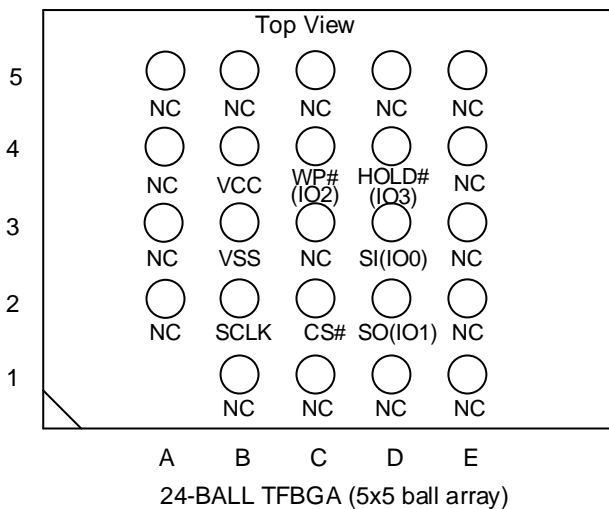 Top View
5
NC NC NC NC NC
4
NC VCC WP# (IO2) HOLD# (IO3) NC
3
NC VSS NC SI(IO0) NC
2
NC SCLK CS# SO(IO1) NC
1
NC NC NC NC
A B C D E
24-BALL TFBGA (5x5 ball array)